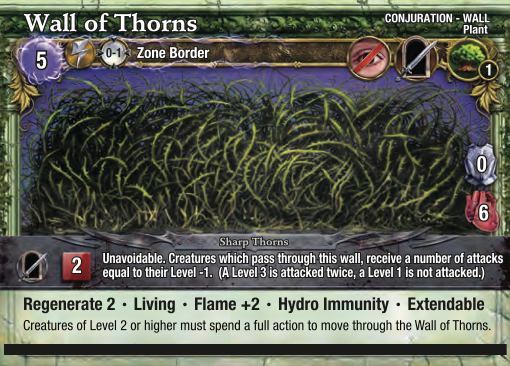 Wall of Thorns
CONJURATION - WALL
Plant
5
0-1
Zone Border
1
0
6
Sharp Thorns
2
Unavoidable. Creatures which pass through this wall, receive a number of attacks
equal to their Level -1. (A Level 3 is attacked twice, a Level 1 is not attacked.)
Regenerate 2 · Living · Flame +2 · Hydro Immunity · Extendable
Creatures of Level 2 or higher must spend a full action to move through the Wall of Thorns.